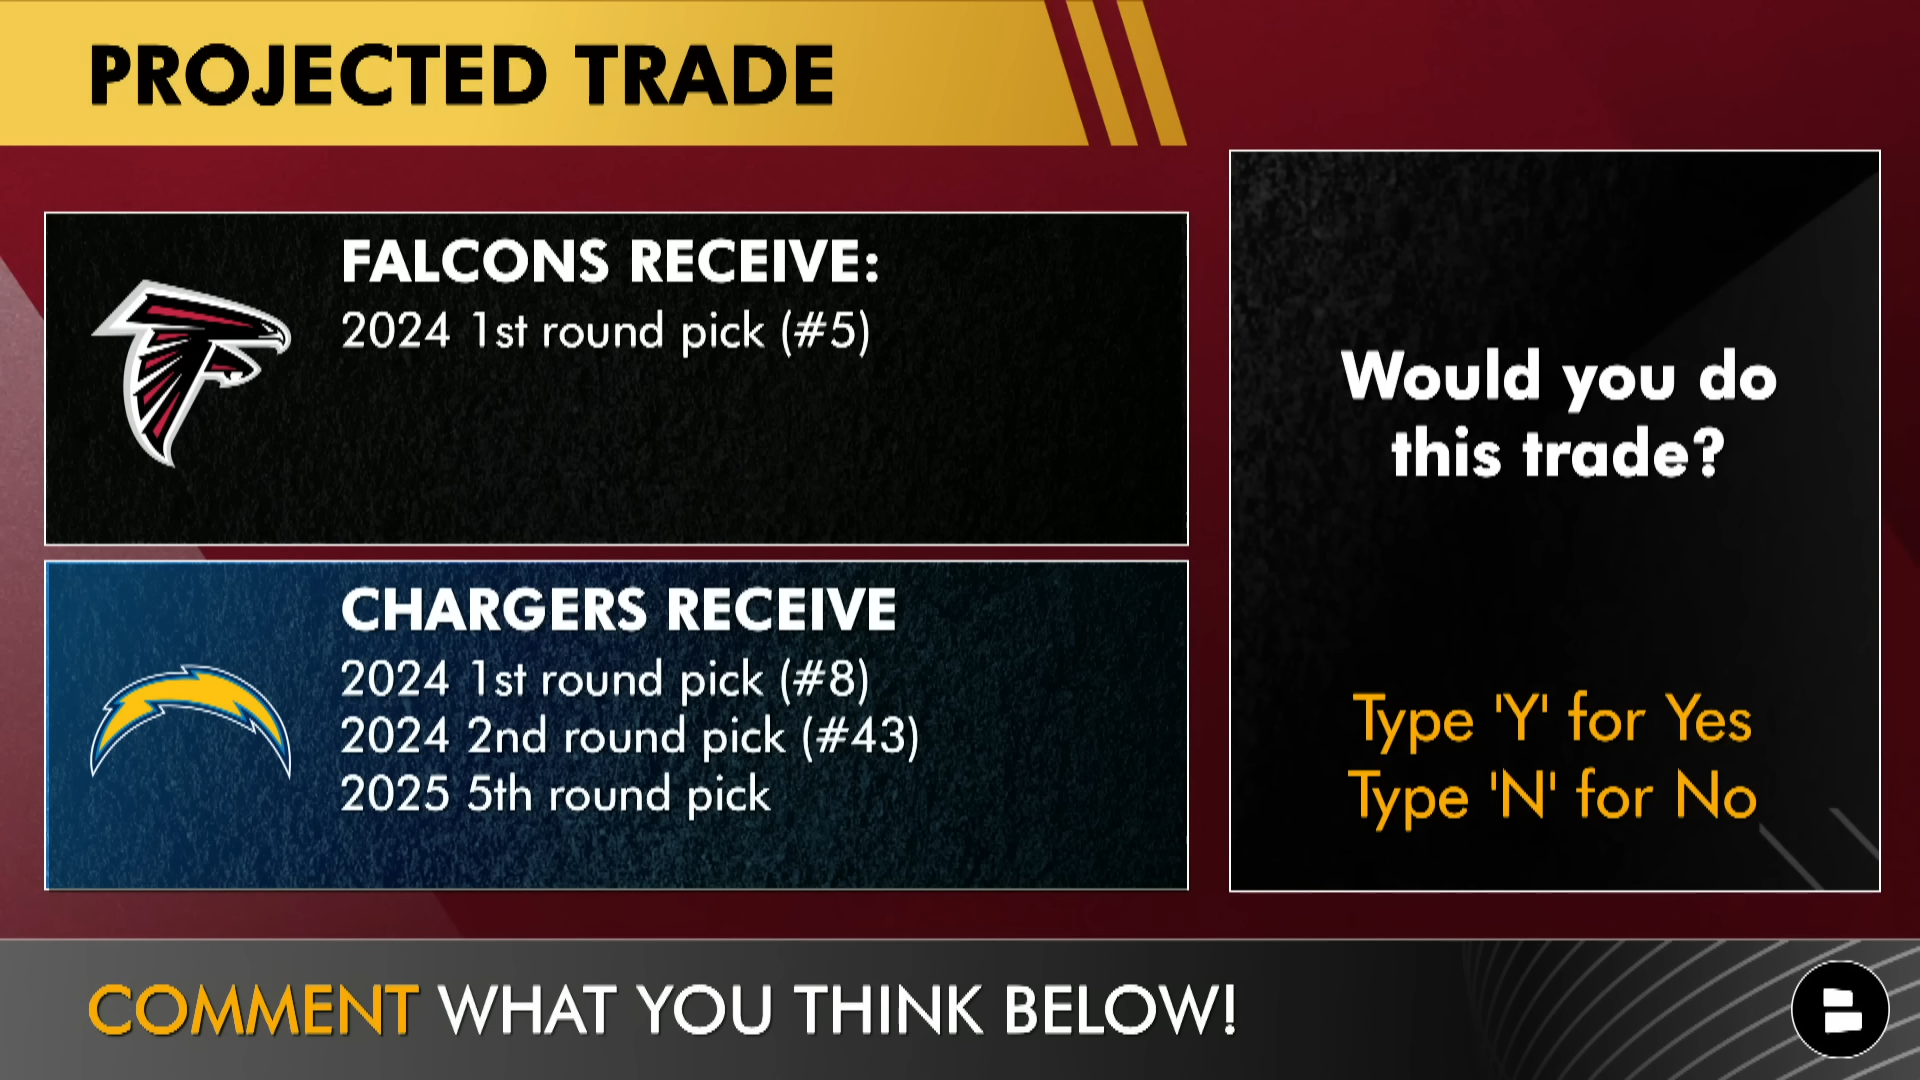 PROJECTED TRADE
FALCONS RECEIVE:
2024 1st round pick (#5)
CHARGERS RECEIVE
2024 1st round pick (#8)
2024 2nd round pick (#43)
2025 5th round pick
Would you do
this trade?
Type 'Y' for Yes
Type 'N' for No
COMMENT WHAT YOU THINK BELOW!